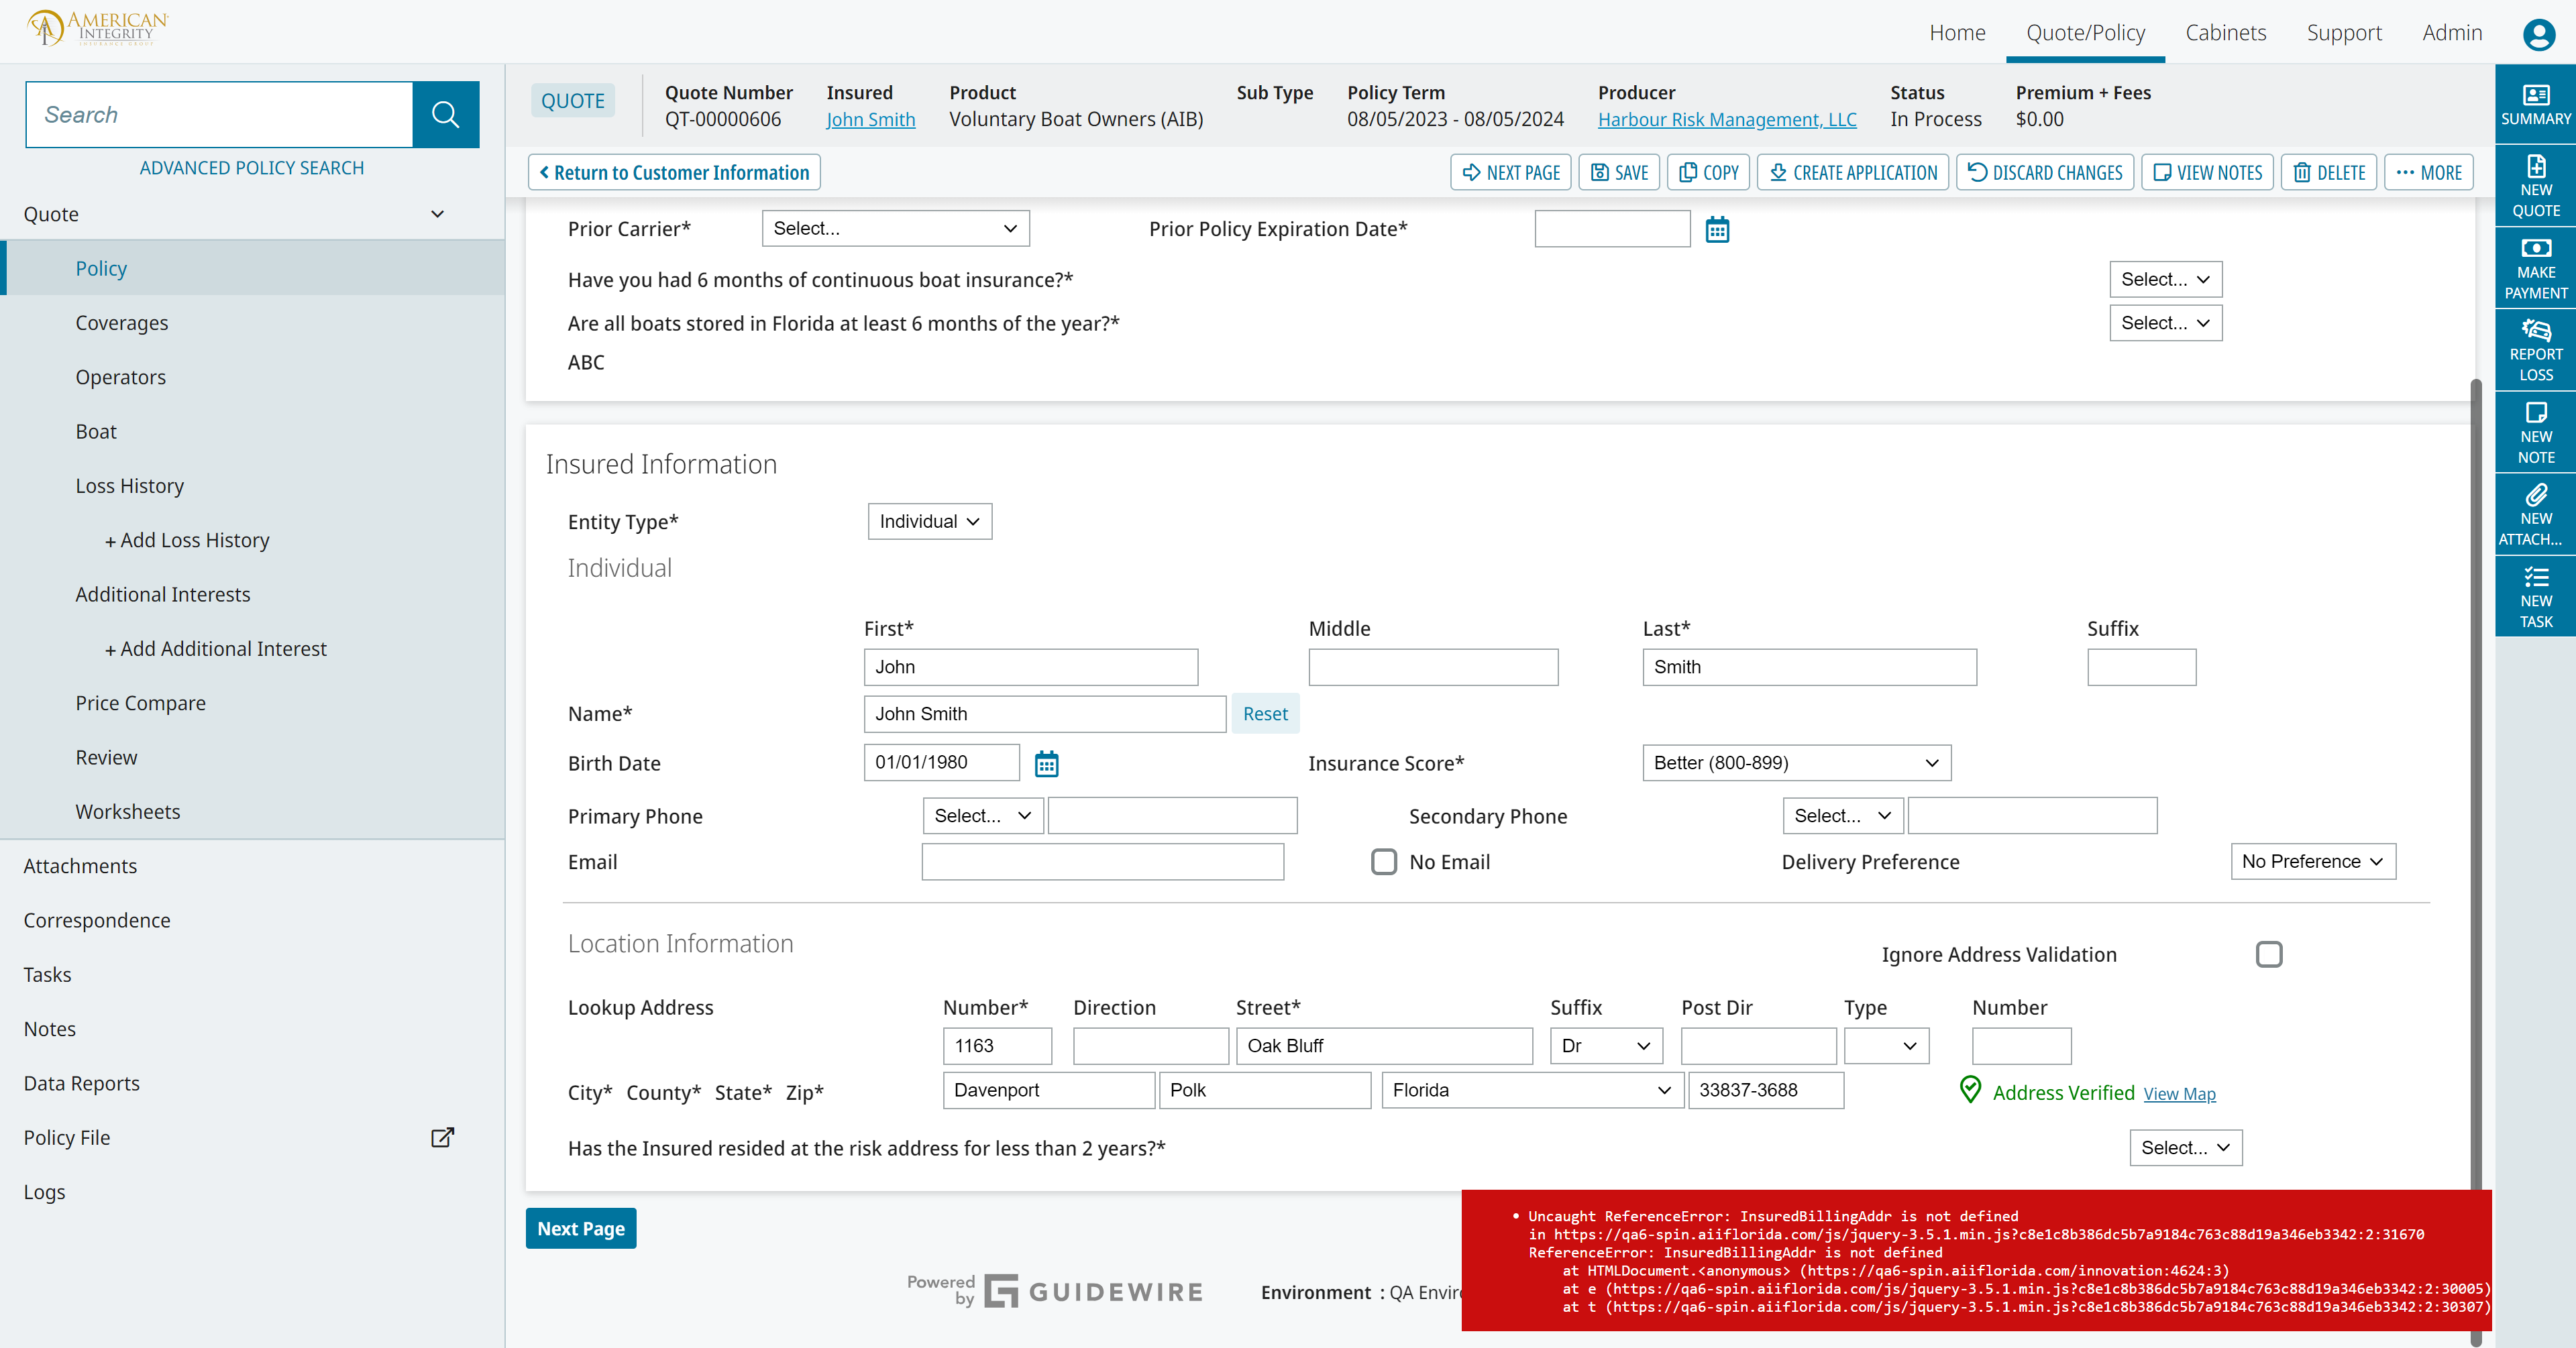 AMERICAN
INTEGRITY
INSURANCE GROUP
Home Quote/Policy Cabinets Support Admin
Search
ADVANCED POLICY SEARCH
Quote
Policy
Coverages
Operators
Boat
Loss History
+ Add Loss History
Additional Interests
+ Add Additional Interest
Price Compare
Review
Worksheets
Attachments
Correspondence
Tasks
Notes
Data Reports
Policy File
Logs
QUOTE
Quote Number Insured Product Sub Type Policy Term Producer Status Premium + Fees
QT-00000606 John Smith Voluntary Boat Owners (AIB) 08/05/2023 - 08/05/2024 Harbour Risk Management, LLC In Process $0.00
Return to Customer Information NEXT PAGE SAVE COPY CREATE APPLICATION DISCARD CHANGES VIEW NOTES DELETE MORE
Prior Carrier* Select... Prior Policy Expiration Date*
Have you had 6 months of continuous boat insurance?* Select...
Are all boats stored in Florida at least 6 months of the year?* Select...
ABC
Insured Information
Entity Type* Individual
Individual
First* Middle Last* Suffix
John Smith
Name* John Smith Reset
Birth Date 01/01/1980 Insurance Score* Better (800-899)
Primary Phone Select... Secondary Phone Select...
Email No Email Delivery Preference No Preference
Location Information
Ignore Address Validation
Lookup Address Number* Direction Street* Suffix Post Dir Type Number
1163 Oak Bluff Dr
City* County* State* Zip* Davenport Polk Florida 33837-3688 Address Verified View Map
Has the Insured resided at the risk address for less than 2 years?* Select...
Next Page
Powered
by GUIDEWIRE
Environment : QA Enviro
• Uncaught ReferenceError: InsuredBillingAddr is not defined
in https://qa6-spin.aiiflorida.com/js/jquery-3.5.1.min.js?c8e1c8b386dc5b7a9184c763c88d19a346eb3342:2:31670
ReferenceError: InsuredBillingAddr is not defined
at HTMLDocument.<anonymous> (https://qa6-spin.aiiflorida.com/innovation:4624:3)
at e (https://qa6-spin.aiiflorida.com/js/jquery-3.5.1.min.js?c8e1c8b386dc5b7a9184c763c88d19a346eb3342:2:30005)
at t (https://qa6-spin.aiiflorida.com/js/jquery-3.5.1.min.js?c8e1c8b386dc5b7a9184c763c88d19a346eb3342:2:30307)
SUMMARY
NEW
QUOTE
MAKE
PAYMENT
REPORT
LOSS
NEW
NOTE
NEW
ATTACH...
NEW
TASK